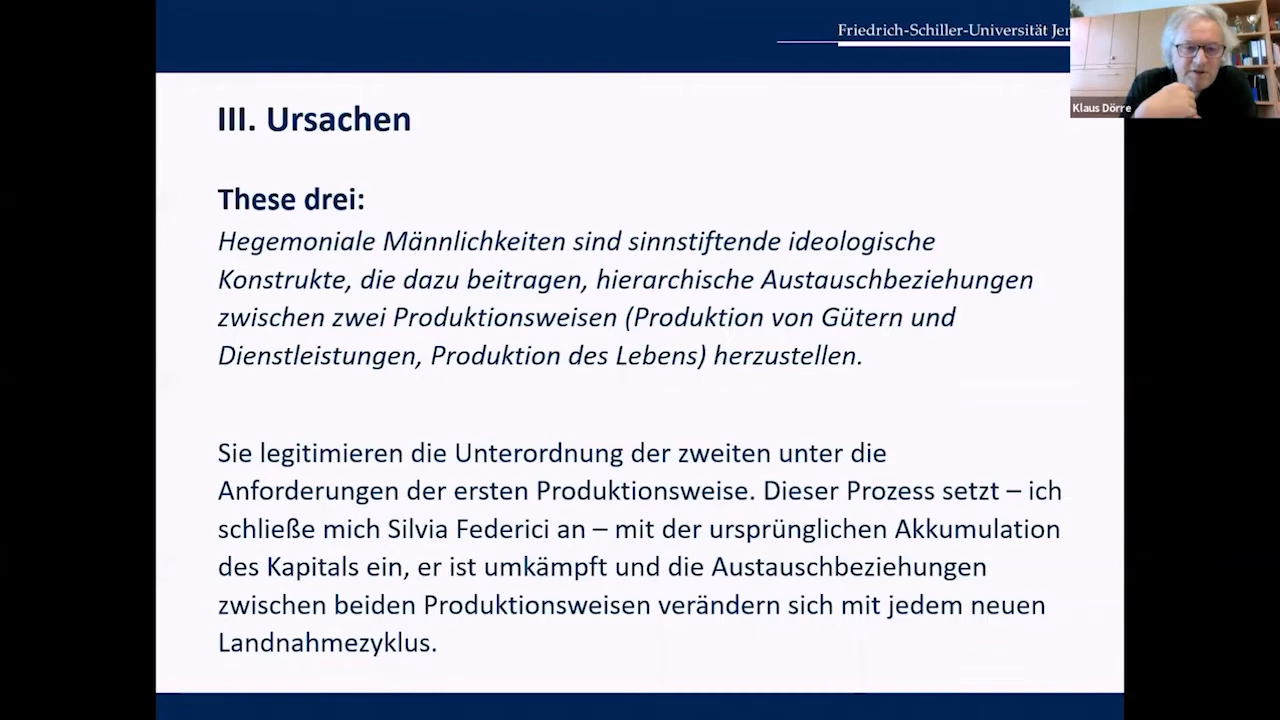 Friedrich-Schiller-Universität
Klaus Dörre
III. Ursachen
These drei:
Hegemoniale Männlichkeiten sind sinnstiftende ideologische
Konstrukte, die dazu beitragen, hierarchische Austauschbeziehungen
zwischen zwei Produktionsweisen (Produktion von Gütern und
Dienstleistungen, Produktion des Lebens) herzustellen.
Sie legitimieren die Unterordnung der zweiten unter die
Anforderungen der ersten Produktionsweise. Dieser Prozess setzt – ich
schließe mich Silvia Federici an – mit der ursprünglichen Akkumulation
des Kapitals ein, er ist umkämpft und die Austauschbeziehungen
zwischen beiden Produktionsweisen verändern sich mit jedem neuen
Landnahmezyklus.